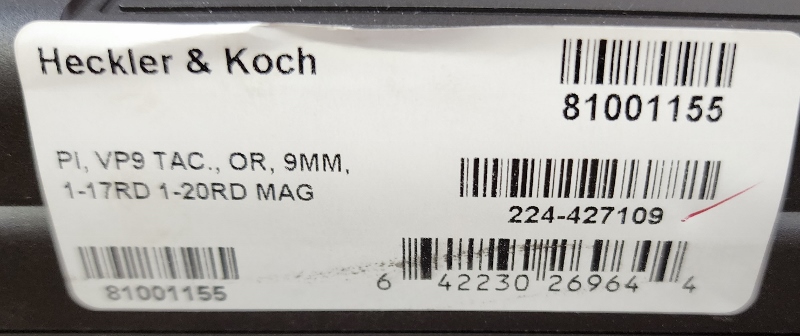 Heckler & Koch
81001155
PI, VP9 TAC., OR, 9MM,
1-17RD 1-20RD MAG
224-427109
81001155
6 42230 26964 4